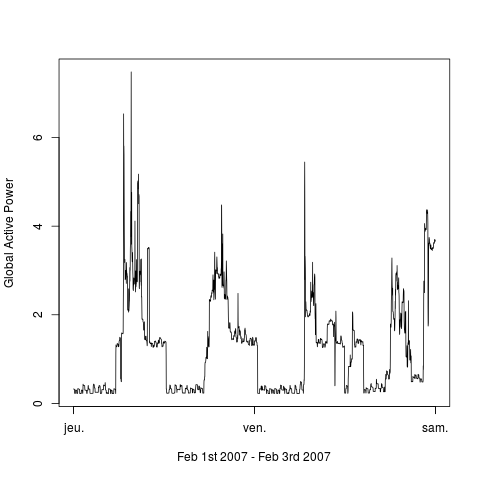 Global Active Power
6
4
2
0
jeu.
ven.
sam.
Feb 1st 2007 - Feb 3rd 2007